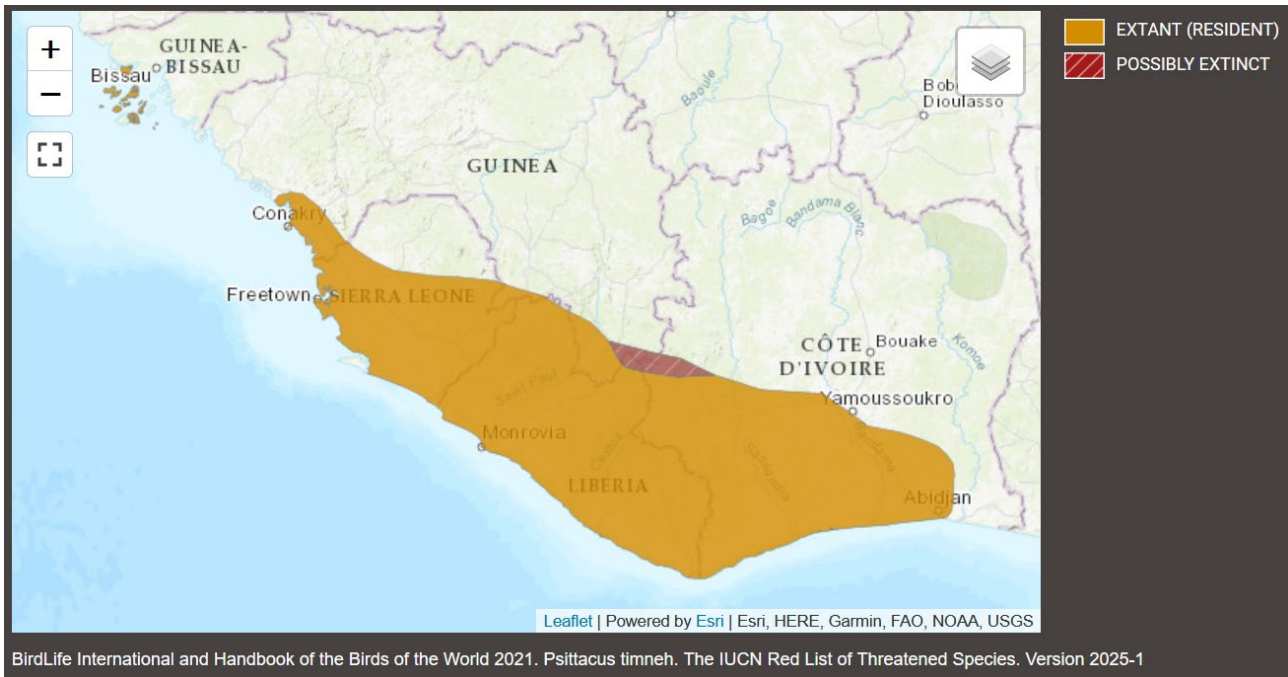 +
−
EXTANT (RESIDENT)
POSSIBLY EXTINCT
GUINEA-
BISSAU
Bissau
Baoule
Dioulasso
GUINEA
Bagoe
Bandama Blanc
Conakry
Freetown
SIERRA LEONE
Komoe
CÔTE
D'IVOIRE
Bouake
Saint Paul
Yamoussoukro
Monrovia
Cestos
Sassandra
Bandama
LIBERIA
Abidjan
Leaflet | Powered by Esri | Esri, HERE, Garmin, FAO, NOAA, USGS
BirdLife International and Handbook of the Birds of the World 2021. Psittacus timneh. The IUCN Red List of Threatened Species. Version 2025-1